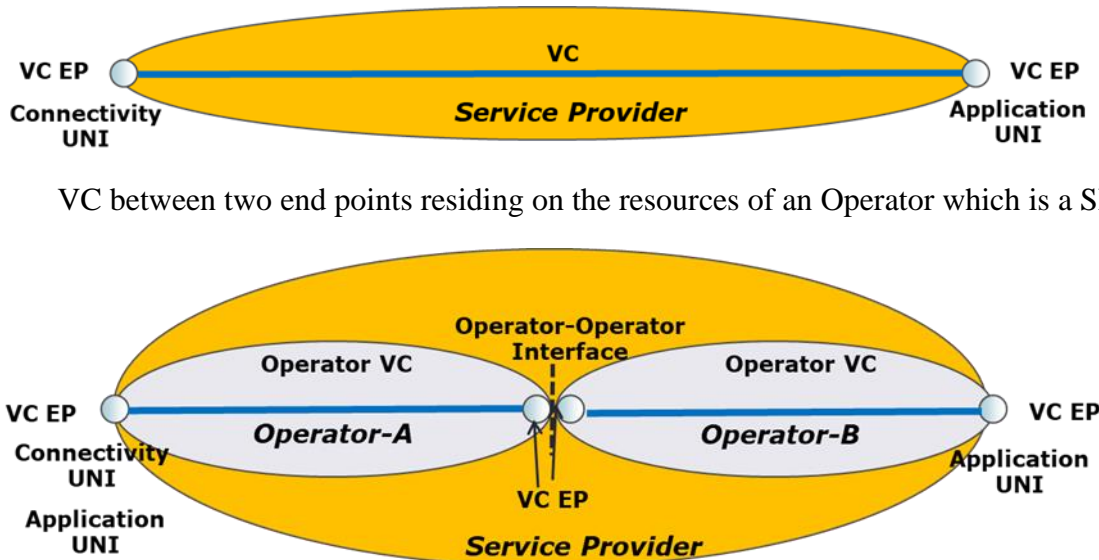 VC
VC EP
VC EP
Connectivity
UNI
Service Provider
Application
UNI
VC between two end points residing on the resources of an Operator which is a
Operator-Operator
Interface
Operator VC
Operator VC
VC EP
VC EP
Operator-A
Operator-B
Connectivity
UNI
Application
UNI
VC EP
Application
UNI
Service Provider